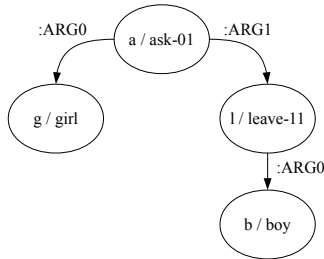 :ARG0
:ARG1
a / ask-01
g / girl
l / leave-11
:ARG0
b / boy